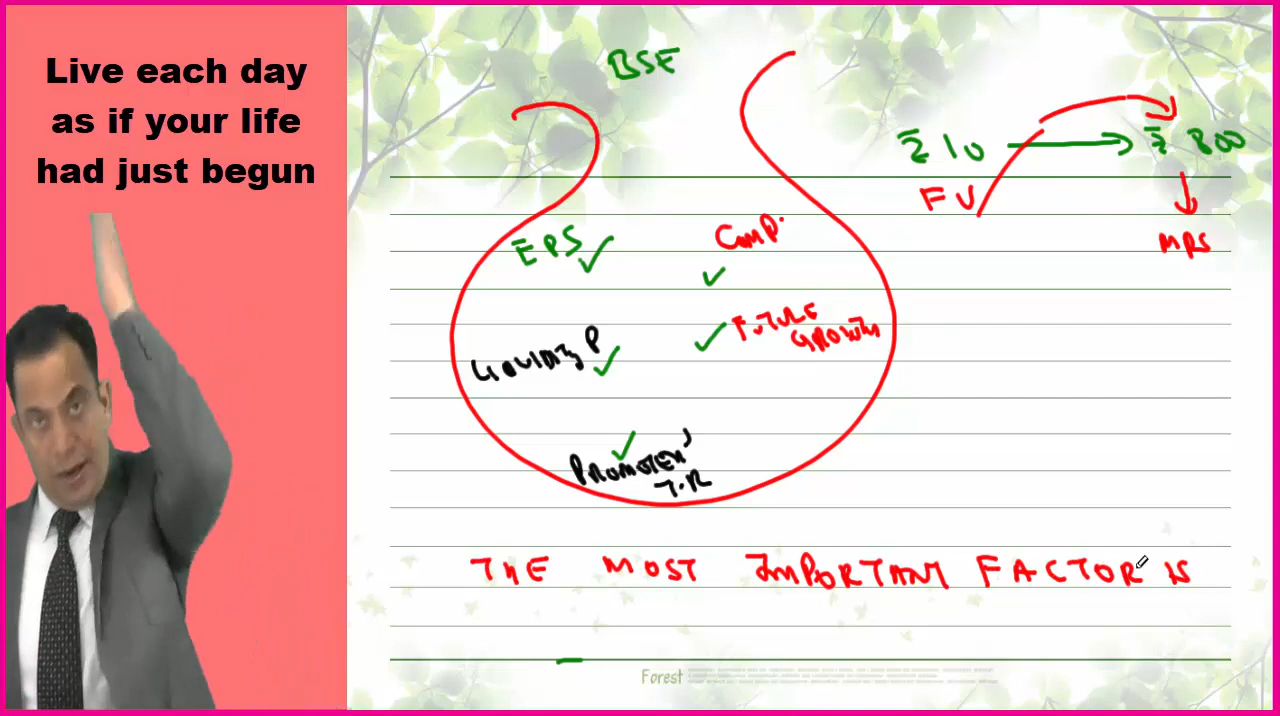 Live each day
as if your life
had just begun
BSE
₹ 10 → ₹ 800
FV
MPS
EPS ✓
COMP.
✓
✓ FUTURE
GROWTH
LIQUIDITY P
✓
✓
PROMOTER'
T.R
THE MOST IMPORTANT FACTOR IS
Forest